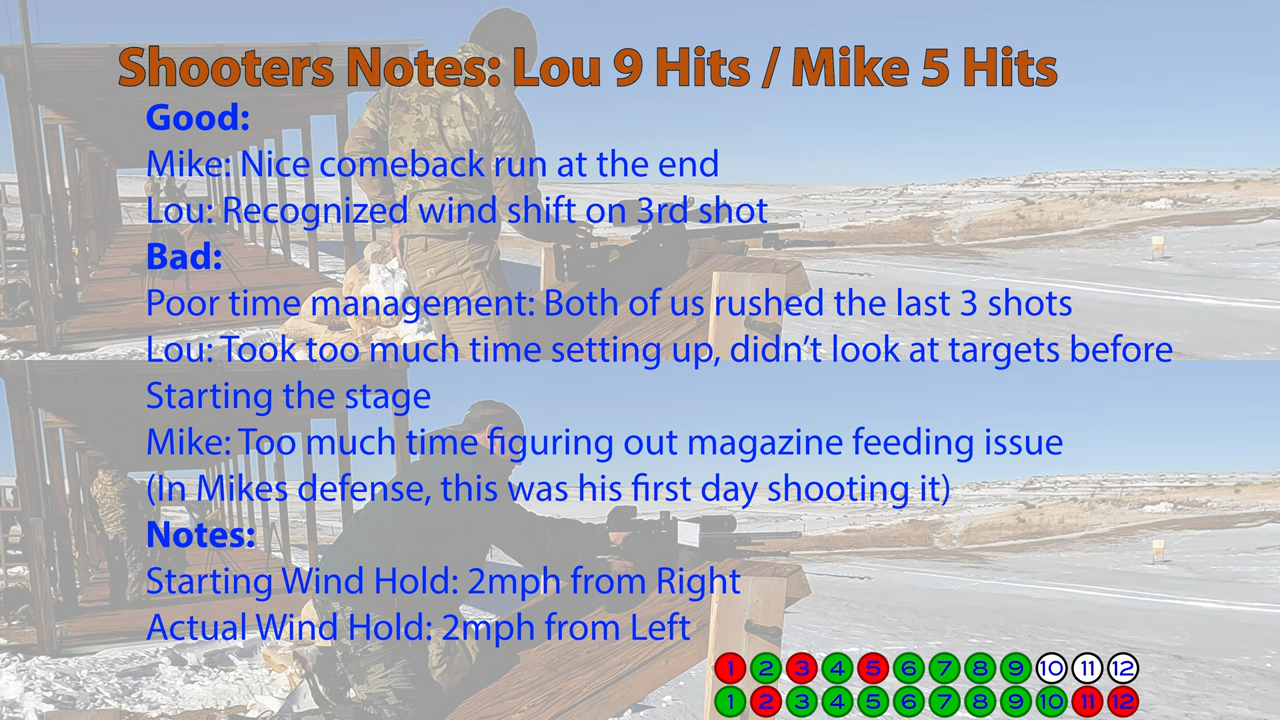 Shooters Notes: Lou 9 Hits / Mike 5 Hits
Good:
Mike: Nice comeback run at the end
Lou: Recognized wind shift on 3rd shot
Bad:
Poor time management: Both of us rushed the last 3 shots
Lou: Took too much time setting up, didn’t look at targets before
Starting the stage
Mike: Too much time figuring out magazine feeding issue
(In Mikes defense, this was his first day shooting it)
Notes:
Starting Wind Hold: 2mph from Right
Actual Wind Hold: 2mph from Left
1 2 3 4 5 6 7 8 9 10 11 12
1 2 3 4 5 6 7 8 9 10 11 12